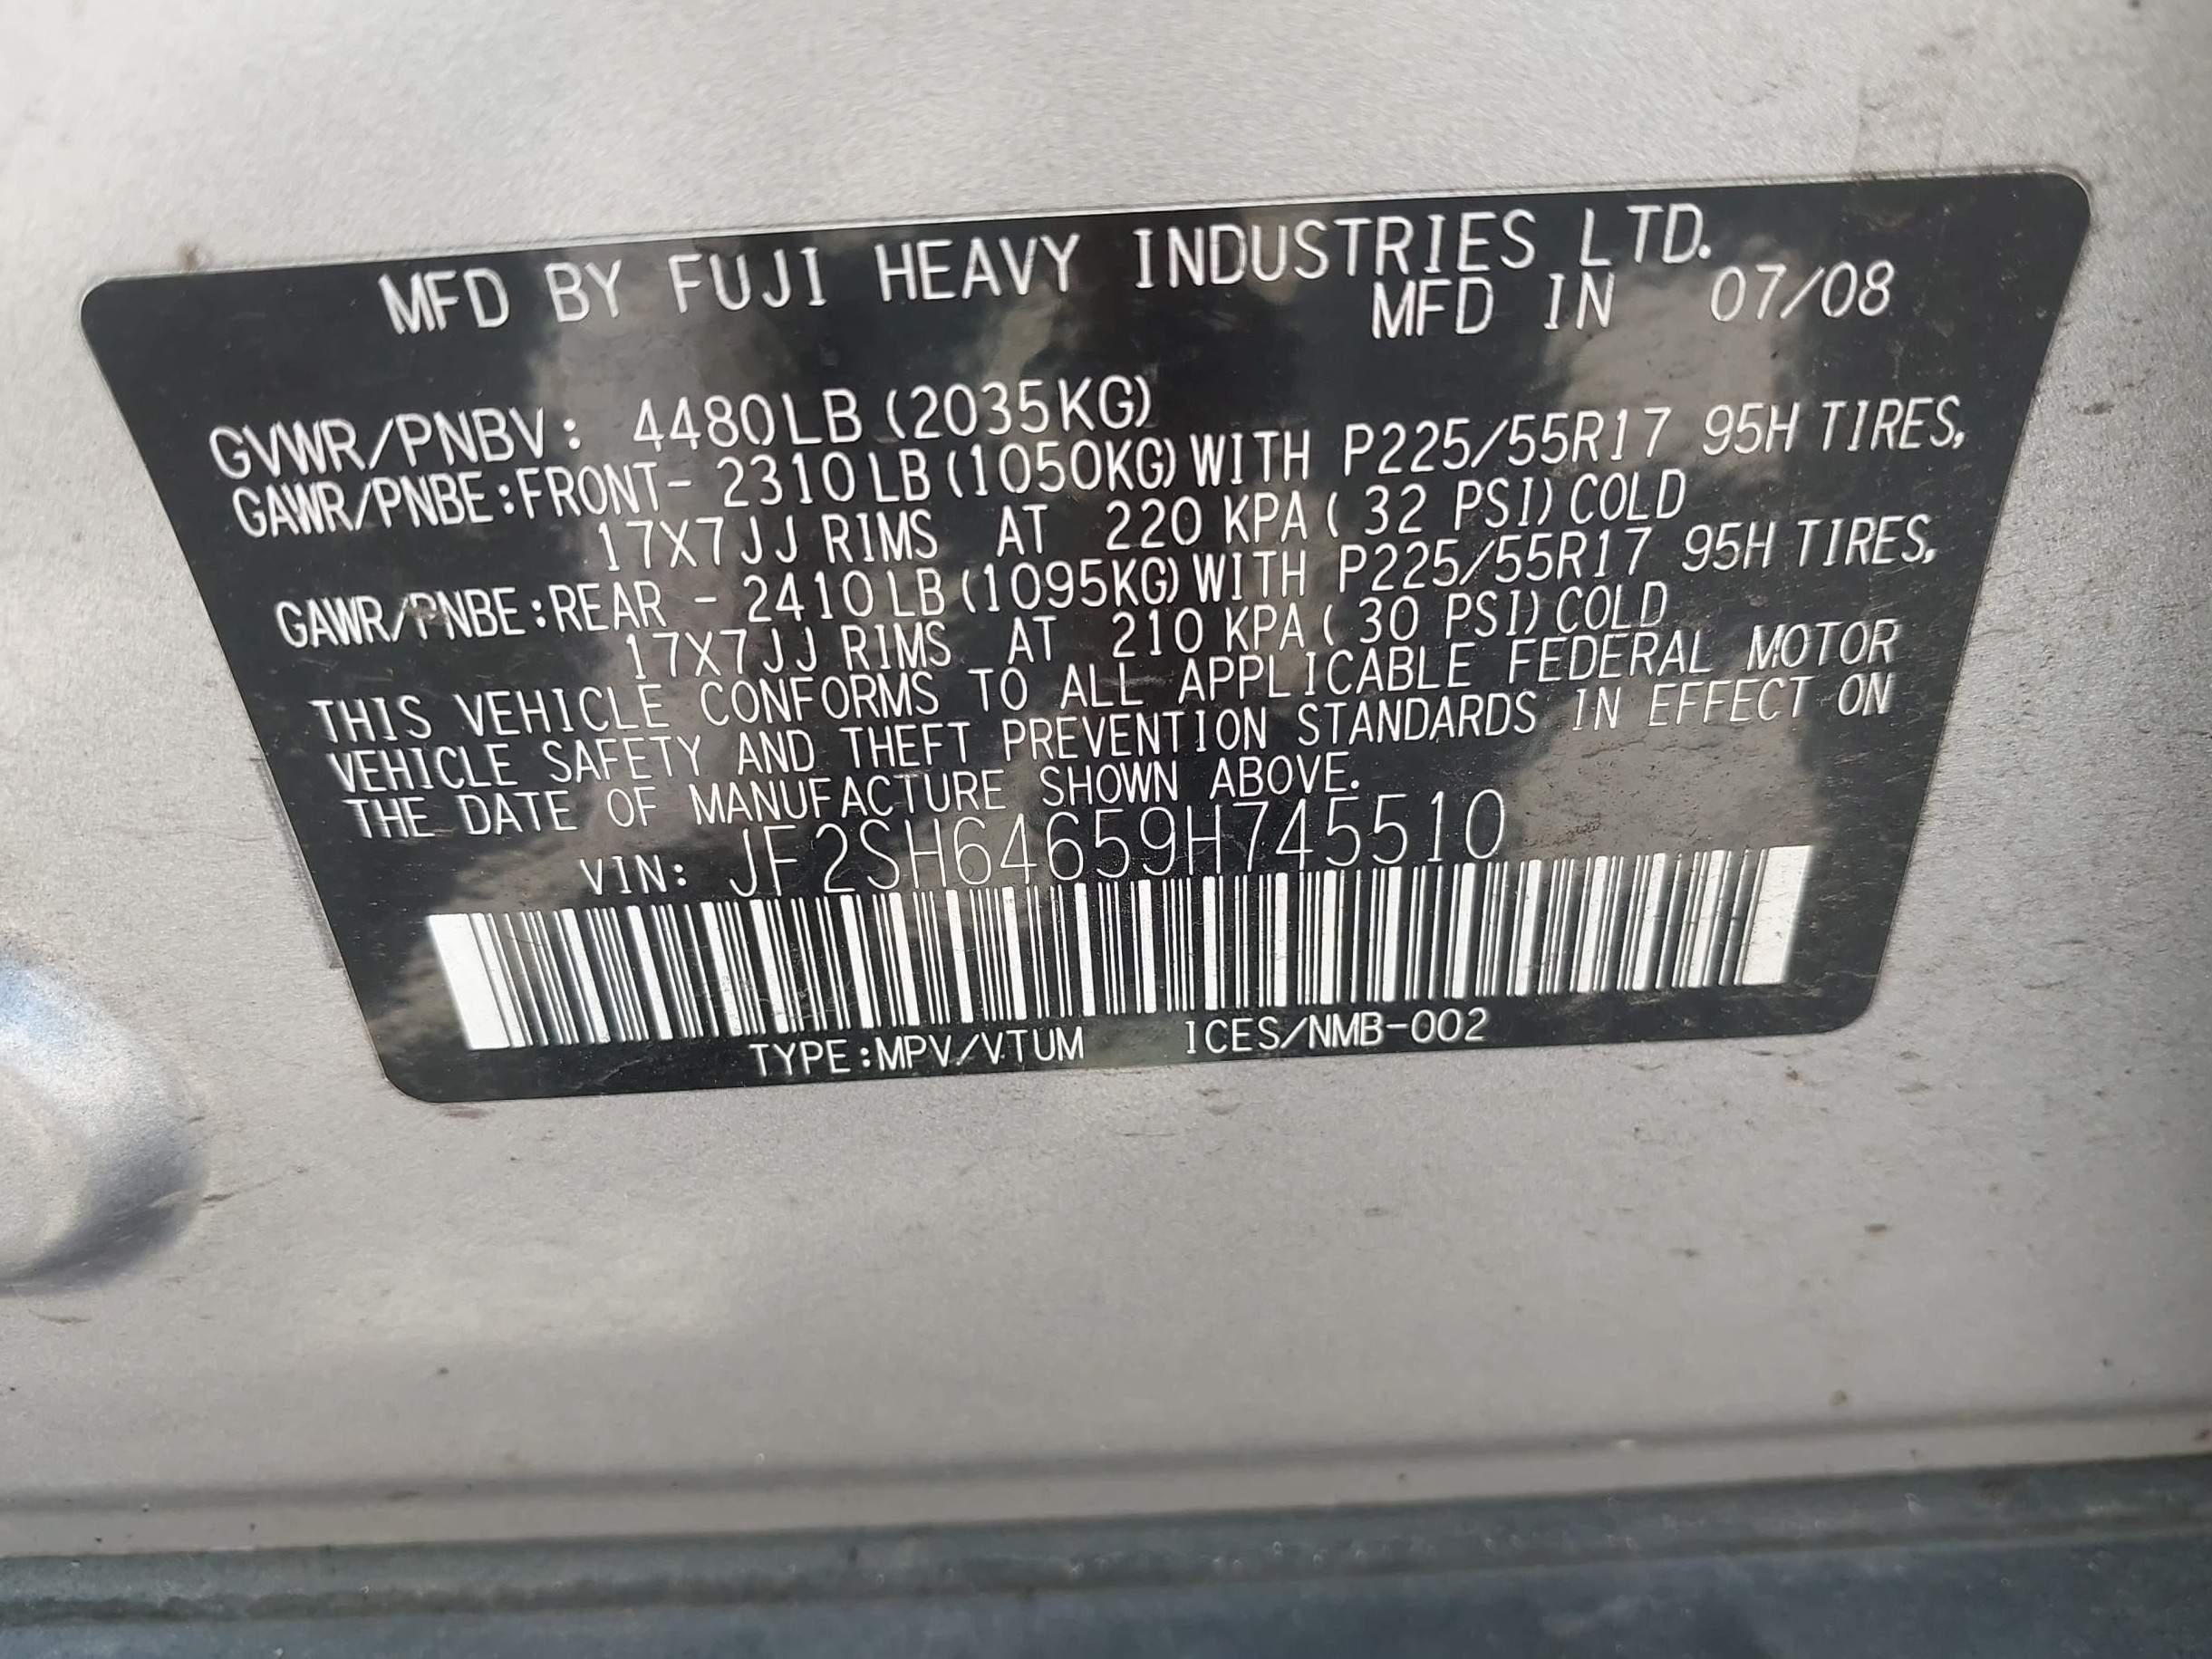 MFD BY FUJI HEAVY INDUSTRIES LTD.
MFD IN 07/08
GVWR/PNBV: 4480LB (2035KG)
GAWR/PNBE:FRONT- 2310LB (1050KG) WITH P225/55R17 95H TIRES,
17X7JJ RIMS AT 220 KPA ( 32 PSI) COLD
GAWR/PNBE:REAR - 2410LB (1095KG) WITH P225/55R17 95H TIRES,
17X7JJ RIMS AT 210 KPA ( 30 PSI) COLD
THIS VEHICLE CONFORMS TO ALL APPLICABLE FEDERAL MOTOR
VEHICLE SAFETY AND THEFT PREVENTION STANDARDS IN EFFECT ON
THE DATE OF MANUFACTURE SHOWN ABOVE.
VIN: JF2SH64659H745510
TYPE:MPV/VTUM ICES/NMB-002